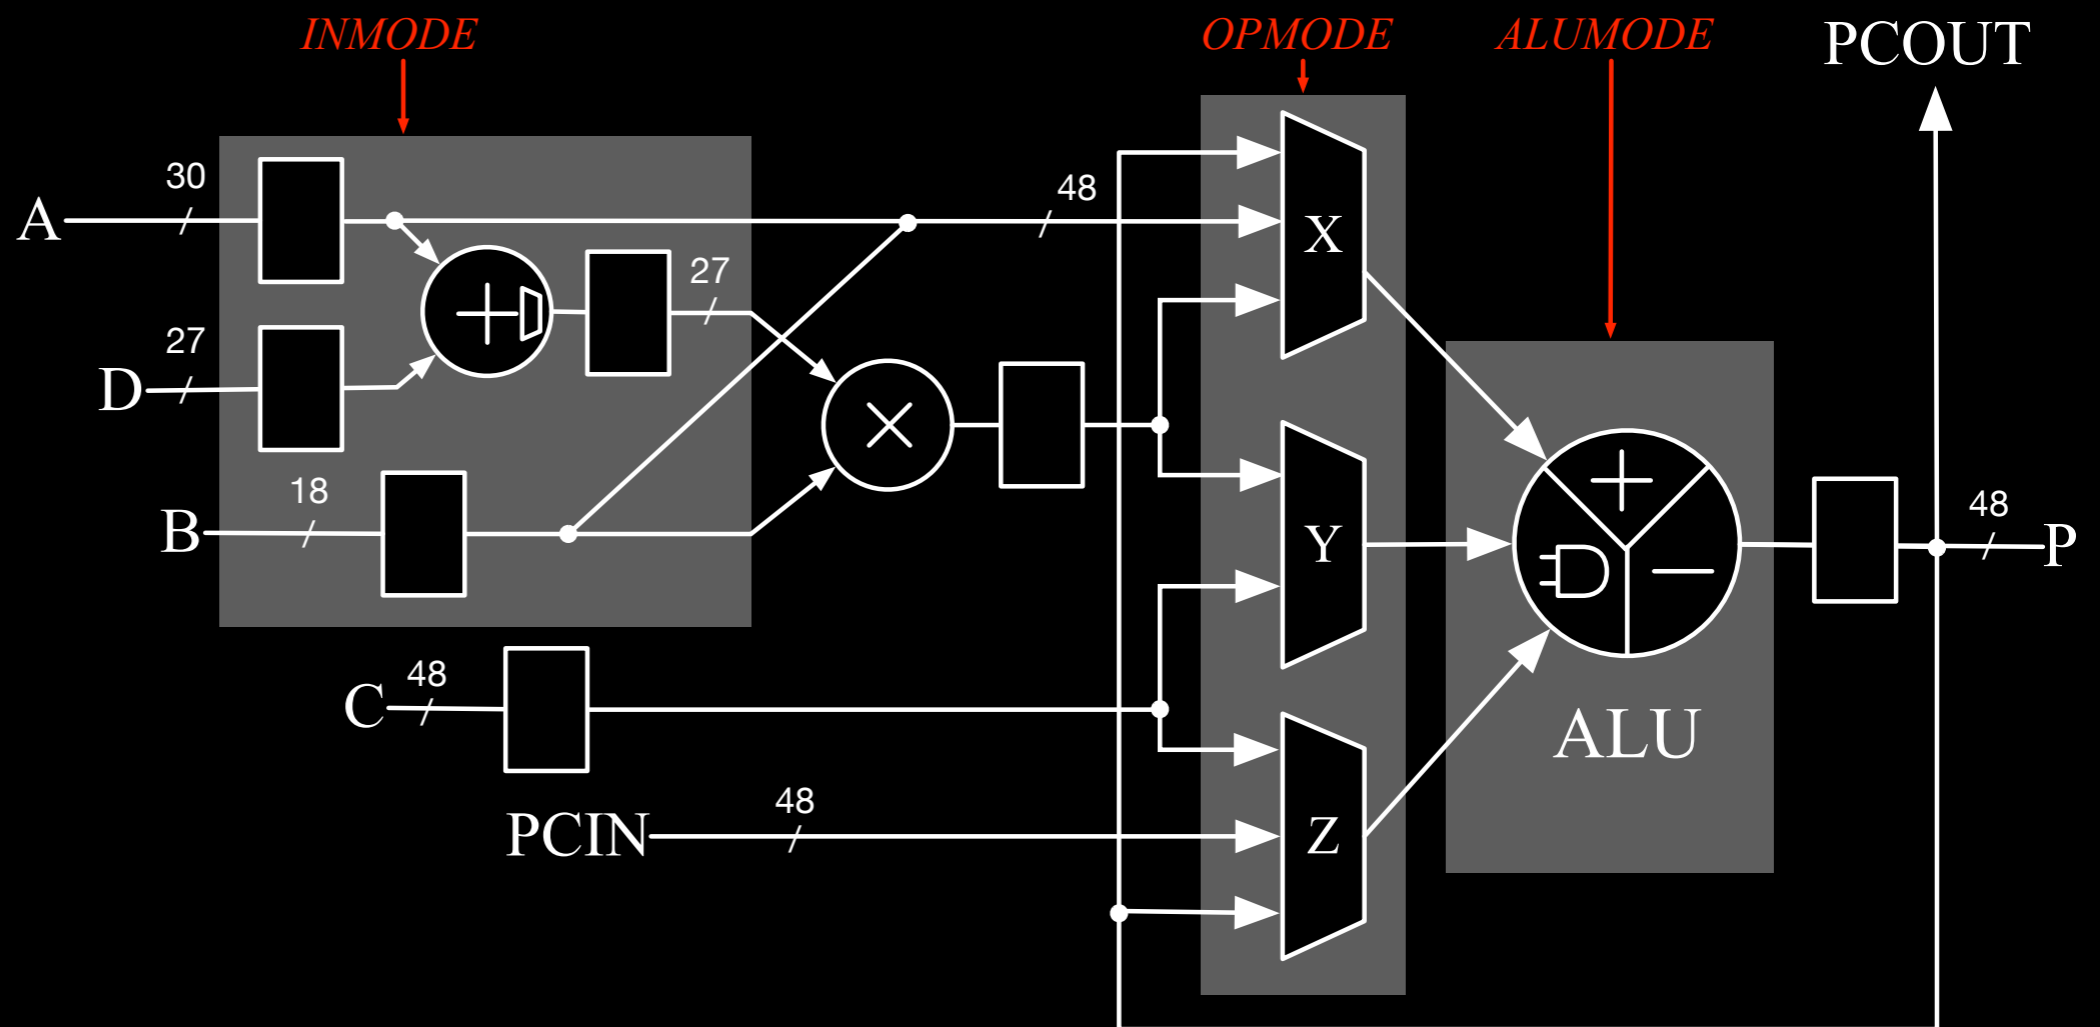 INMODE
OPMODE
ALUMODE
PCOUT
30
A
48
X
27
27
D
18
B
Y
48
P
48
C
ALU
48
PCIN
Z